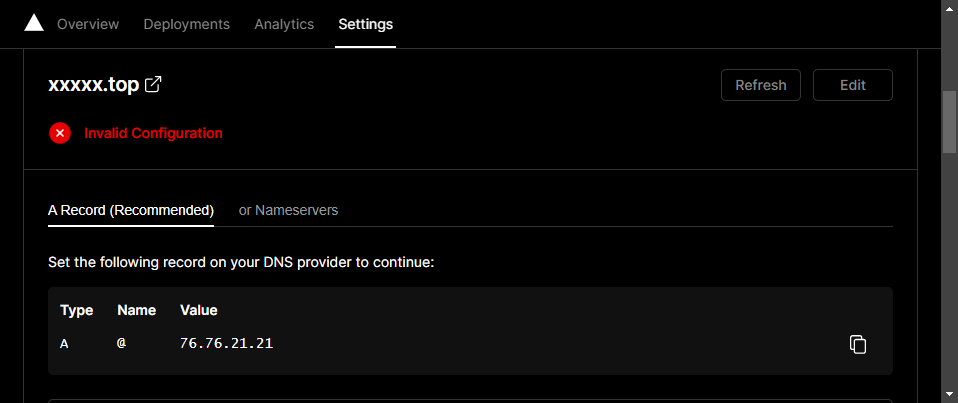 Overview Deployments Analytics Settings
xxxxx.top
Refresh Edit
Invalid Configuration
A Record (Recommended) or Nameservers
Set the following record on your DNS provider to continue:
Type Name Value
A @ 76.76.21.21